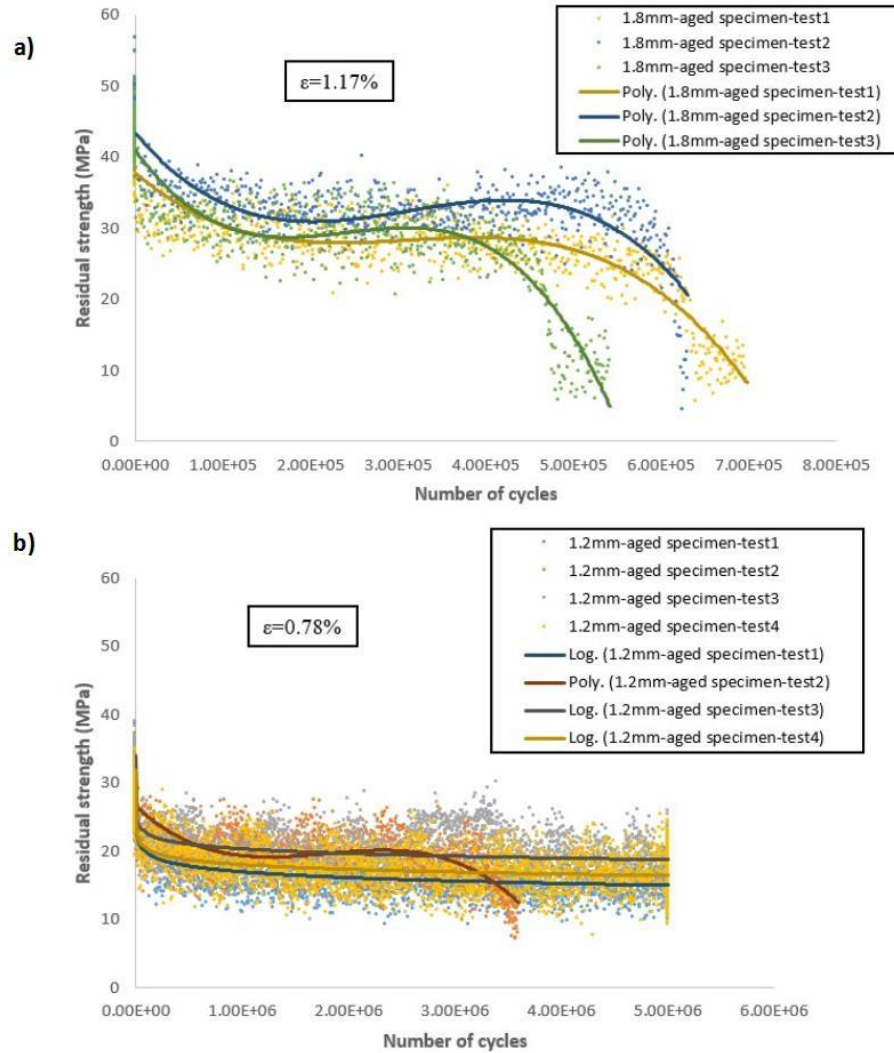 a)
60
50
40
30
20
10
0
Residual strength (MPa)
ε=1.17%
1.8mm-aged specimen-test1
1.8mm-aged specimen-test2
1.8mm-aged specimen-test3
Poly. (1.8mm-aged specimen-test1)
Poly. (1.8mm-aged specimen-test2)
Poly. (1.8mm-aged specimen-test3)
0.00E+00 1.00E+05 2.00E+05 3.00E+05 4.00E+05 5.00E+05 6.00E+05 7.00E+05 8.00E+05
Number of cycles
b)
60
50
40
30
20
10
0
Residual strength (MPa)
ε=0.78%
1.2mm-aged specimen-test1
1.2mm-aged specimen-test2
1.2mm-aged specimen-test3
1.2mm-aged specimen-test4
Log. (1.2mm-aged specimen-test1)
Poly. (1.2mm-aged specimen-test2)
Log. (1.2mm-aged specimen-test3)
Log. (1.2mm-aged specimen-test4)
0.00E+00 1.00E+06 2.00E+06 3.00E+06 4.00E+06 5.00E+06 6.00E+06
Number of cycles